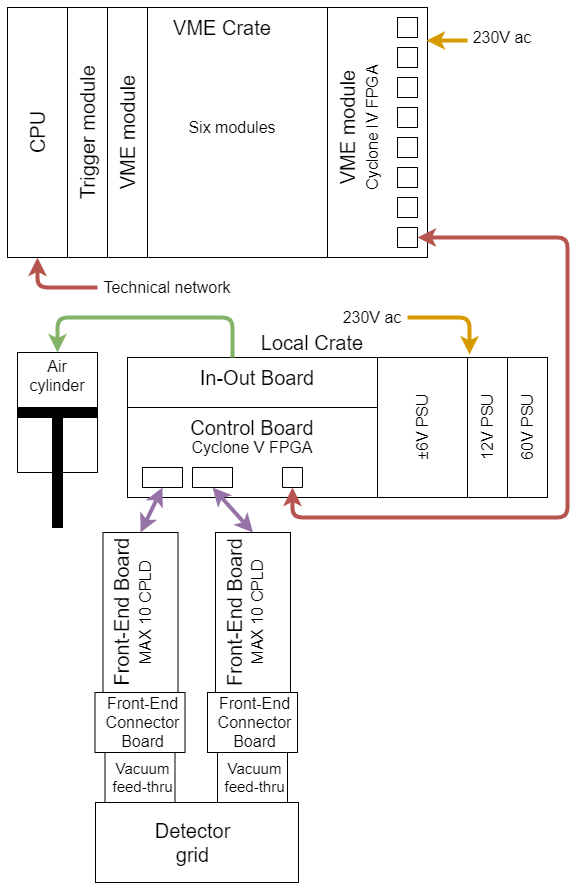 VME Crate
230V ac
CPU
Trigger module
VME module
Six modules
VME module
Cyclone IV FPGA
Technical network
230V ac
Local Crate
Air
cylinder
In-Out Board
Control Board
Cyclone V FPGA
±6V PSU
12V PSU
60V PSU
Front-End Board
MAX 10 CPLD
Front-End Board
MAX 10 CPLD
Front-End
Connector
Board
Front-End
Connector
Board
Vacuum
feed-thru
Vacuum
feed-thru
Detector
grid